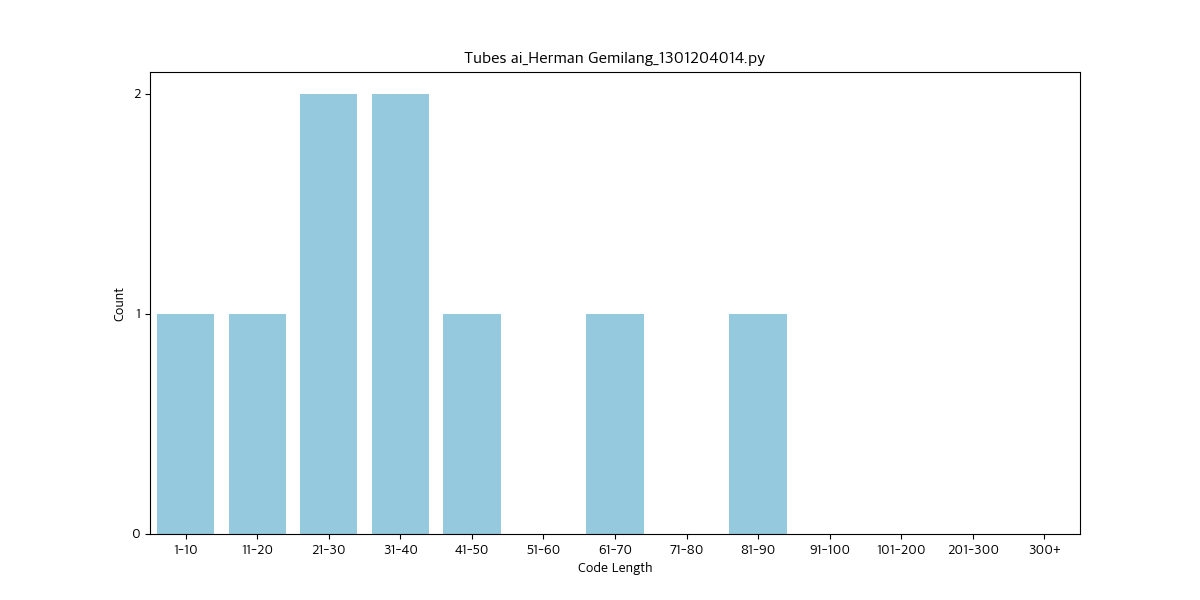 Tubes ai_Herman Gemilang_1301204014.py
2
1
0
Count
1-10 11-20 21-30 31-40 41-50 51-60 61-70 71-80 81-90 91-100 101-200 201-300 300+
Code Length